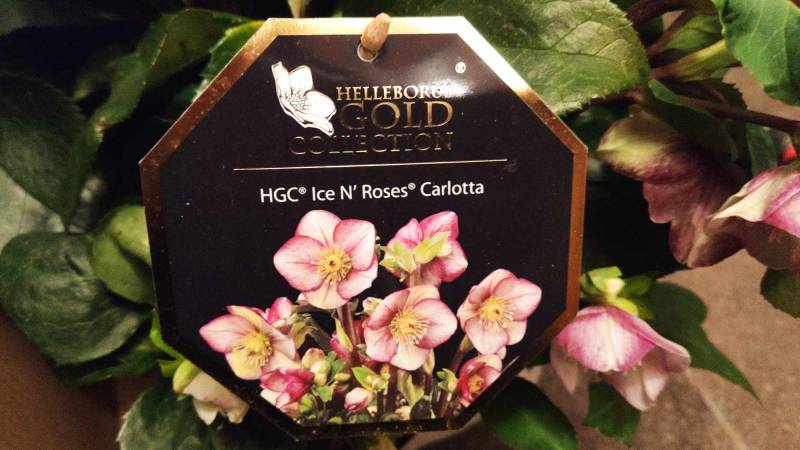 ®
HELLEBORUS
GOLD
COLLECTION
HGC® Ice N' Roses® Carlotta